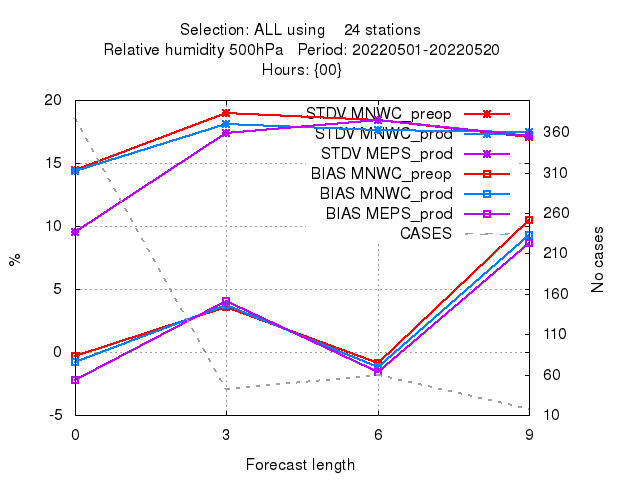 Selection: ALL using    24 stations
Relative humidity 500hPa   Period: 20220501-20220520
Hours: {00}
STDV MNWC_preop
STDV MNWC_prod
STDV MEPS_prod
BIAS MNWC_preop
BIAS MNWC_prod
BIAS MEPS_prod
CASES
20
15
10
5
0
-5
%
360
310
260
210
160
110
60
10
No cases
0 3 6 9
Forecast length